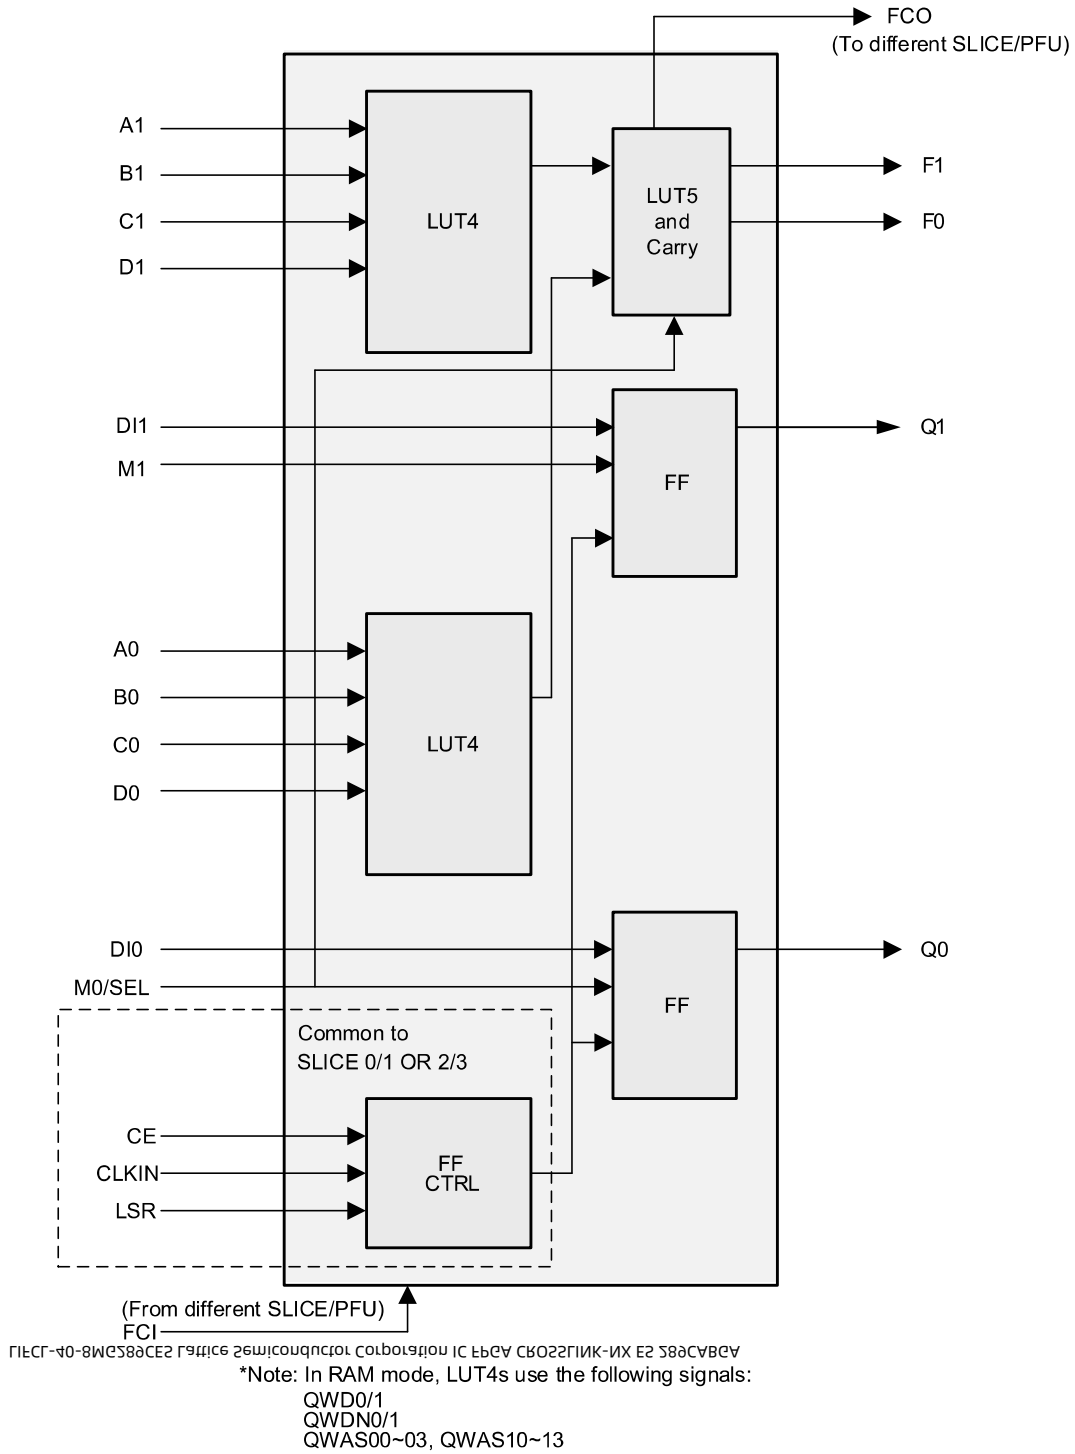 FCO
(To different SLICE/PFU)
A1
B1
C1
D1
LUT4
LUT5
and
Carry
F1
F0
DI1
M1
FF
Q1
A0
B0
C0
D0
LUT4
DI0
M0/SEL
FF
Q0
Common to
SLICE 0/1 OR 2/3
CE
CLKIN
LSR
FF
CTRL
(From different SLICE/PFU)
FCI
LIFCL-40-8MG289CES Lattice Semiconductor Corporation IC FPGA CROSSLINK-NX ES 289CABGA
*Note: In RAM mode, LUT4s use the following signals:
QWD0/1
QWDN0/1
QWAS00~03, QWAS10~13